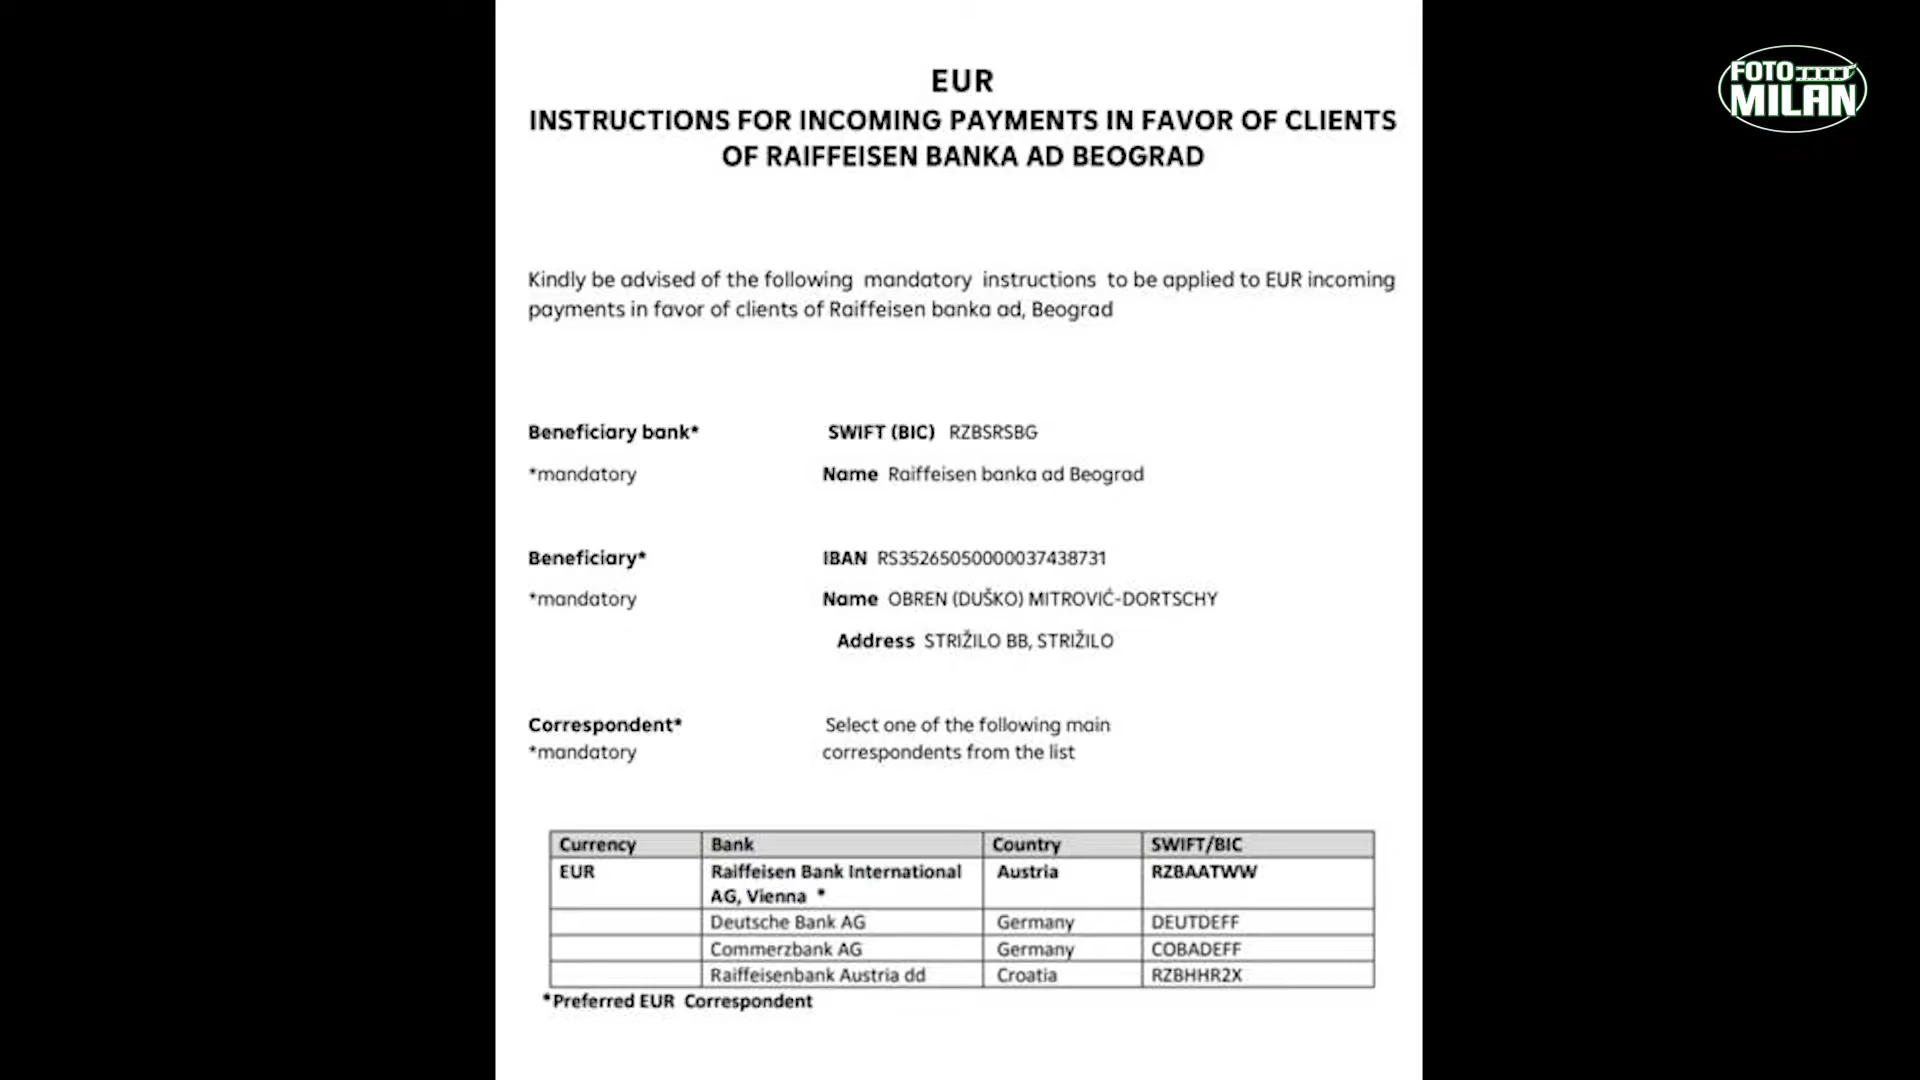 FOTO
MILAN
EUR
INSTRUCTIONS FOR INCOMING PAYMENTS IN FAVOR OF CLIENTS
OF RAIFFEISEN BANKA AD BEOGRAD
Kindly be advised of the following mandatory instructions to be applied to EUR incoming
payments in favor of clients of Raiffeisen banka ad, Beograd
Beneficiary bank* SWIFT (BIC) RZBSRSBG
*mandatory Name Raiffeisen banka ad Beograd
Beneficiary* IBAN RS35265050000037438731
*mandatory Name OBREN (DUŠKO) MITROVIĆ-DORTSCHY
Address STRIŽILO BB, STRIŽILO
Correspondent* Select one of the following main
*mandatory correspondents from the list
Currency Bank Country SWIFT/BIC
EUR Raiffeisen Bank International Austria RZBAATWW
AG, Vienna *
Deutsche Bank AG Germany DEUTDEFF
Commerzbank AG Germany COBADEFF
Raiffeisenbank Austria dd Croatia RZBHHR2X
*Preferred EUR Correspondent